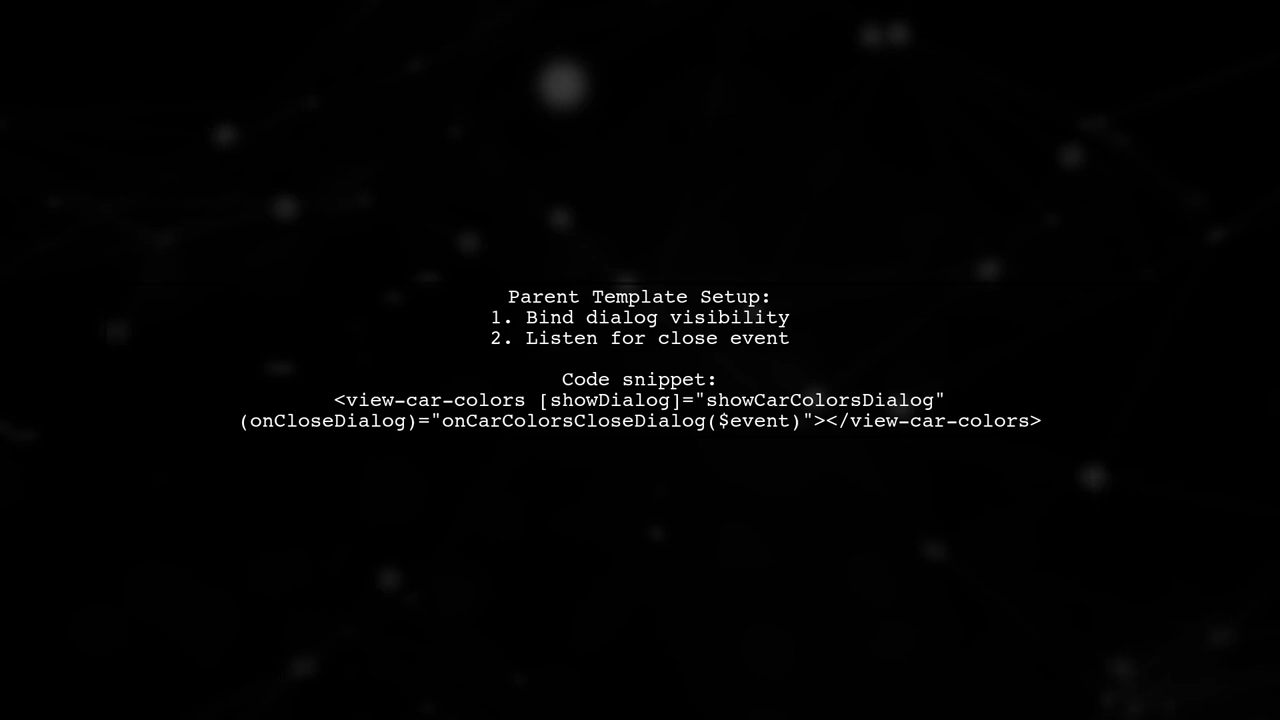 Parent Template Setup:
1. Bind dialog visibility
2. Listen for close event
Code snippet:
<view-car-colors [showDialog]="showCarColorsDialog"
(onCloseDialog)="onCarColorsCloseDialog($event)"></view-car-colors>